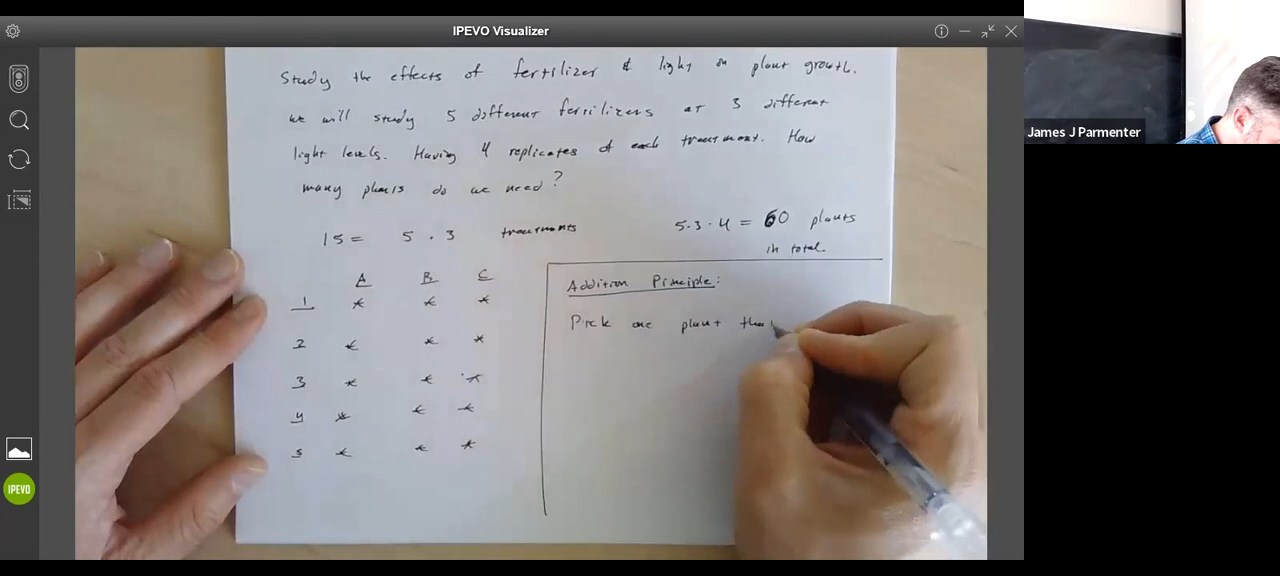 IPEVO Visualizer
James J Parmenter
Study the effects of fertilizer & light on plant growth.
we will study 5 different fertilizers at 3 different
light levels. Having 4 replicates of each treatment. How
many plants do we need?
15 = 5 · 3 treatments
5·3·4 = 60 plants
in total.
A B C
1 * * *
2 * * *
3 * * *
4 * * *
5 * * *
Addition Principle:
Pick one plant that
IPEVO